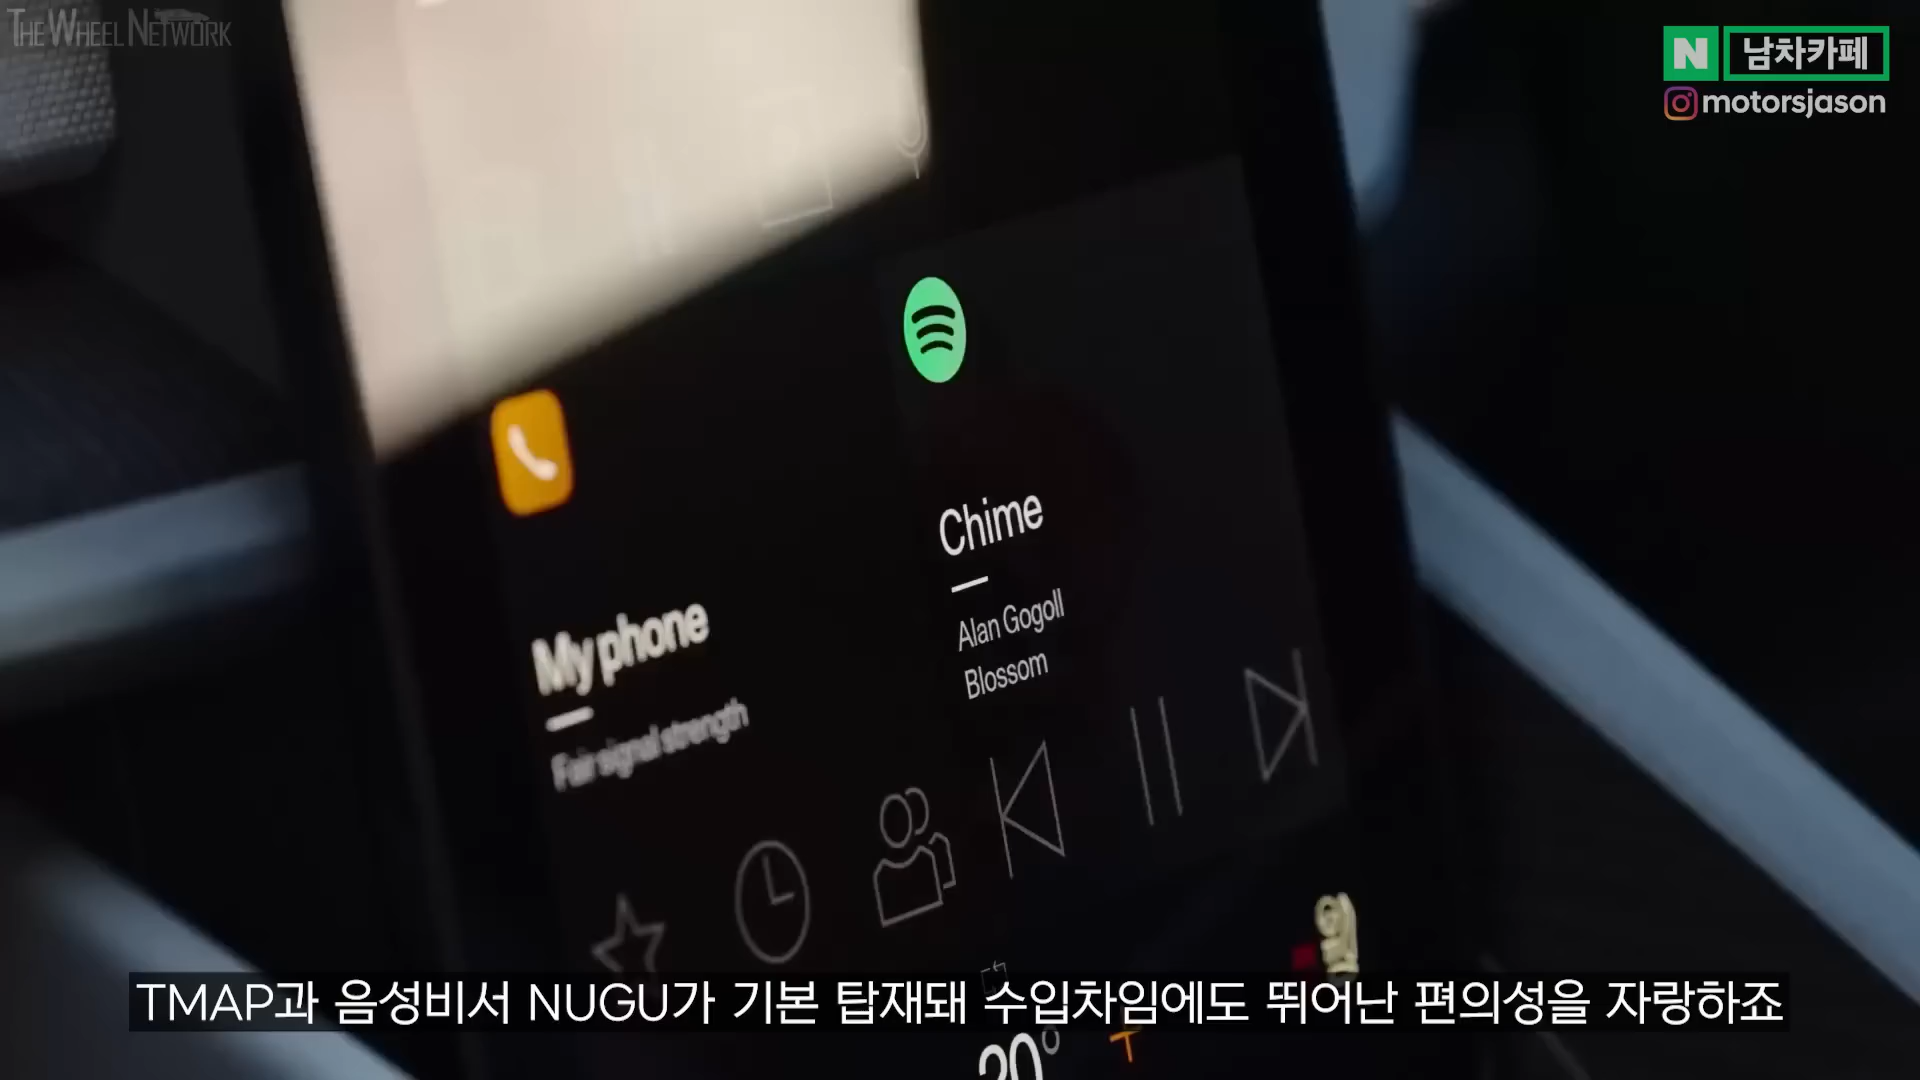 THE WHEEL NETWORK
N 남차카페
motorsjason
Chime
Alan Gogoll
Blossom
My phone
Fair signal strength
TMAP과 음성비서 NUGU가 기본 탑재돼 수입차임에도 뛰어난 편의성을 자랑하죠
20°